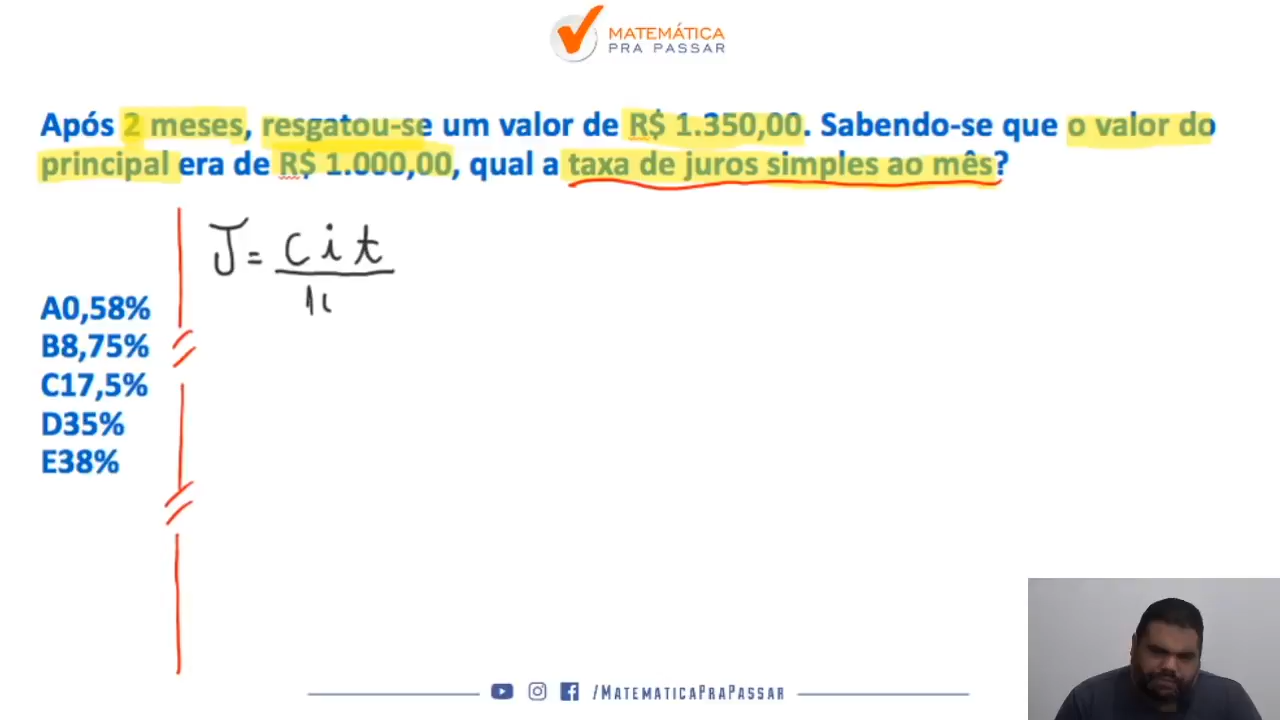 MATEMÁTICA
PRA PASSAR
Após 2 meses, resgatou-se um valor de R$ 1.350,00. Sabendo-se que o valor do
principal era de R$ 1.000,00, qual a taxa de juros simples ao mês?
J = c i t
10
A0,58%
B8,75%
C17,5%
D35%
E38%
/MATEMATICAPRAPASSAR